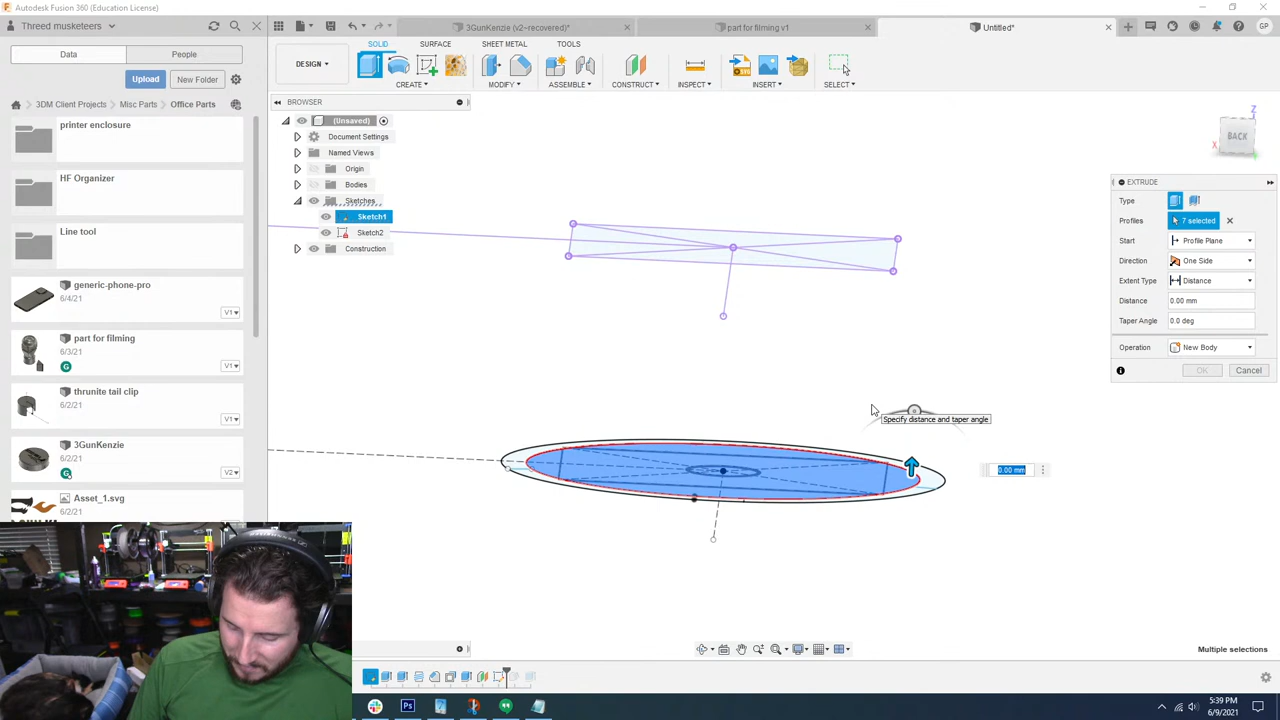 Autodesk Fusion 360 (Education License)
Threed musketeers
3GunKenzie (v2~recovered)*
part for filming v1
Untitled*
GP
Data
People
Upload
New Folder
3DM Client Projects
Misc Parts
Office Parts
printer enclosure
HF Organizer
Line tool
generic-phone-pro
6/4/21
V1
part for filming
6/3/21
G
V1
thrunite tail clip
6/2/21
V1
3GunKenzie
6/2/21
G
V2
Asset_1.svg
DESIGN
SOLID
SURFACE
SHEET METAL
TOOLS
CREATE
MODIFY
ASSEMBLE
CONSTRUCT
INSPECT
INSERT
SELECT
BROWSER
(Unsaved)
Document Settings
Named Views
Origin
Bodies
Sketches
Sketch1
Sketch2
Construction
Z
BACK
X
EXTRUDE
Type
Profiles
7 selected
Start
Profile Plane
Direction
One Side
Extent Type
Distance
Distance
0.00 mm
Taper Angle
0.0 deg
Operation
New Body
OK
Cancel
Specify distance and taper angle
0.00 mm
Multiple selections
Ps
5:39 PM
6/9/2021